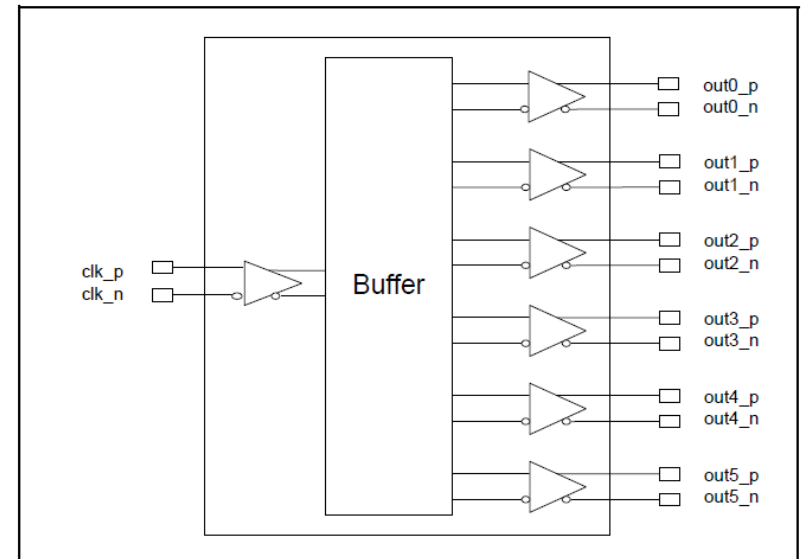 clk_p
clk_n
Buffer
out0_p
out0_n
out1_p
out1_n
out2_p
out2_n
out3_p
out3_n
out4_p
out4_n
out5_p
out5_n